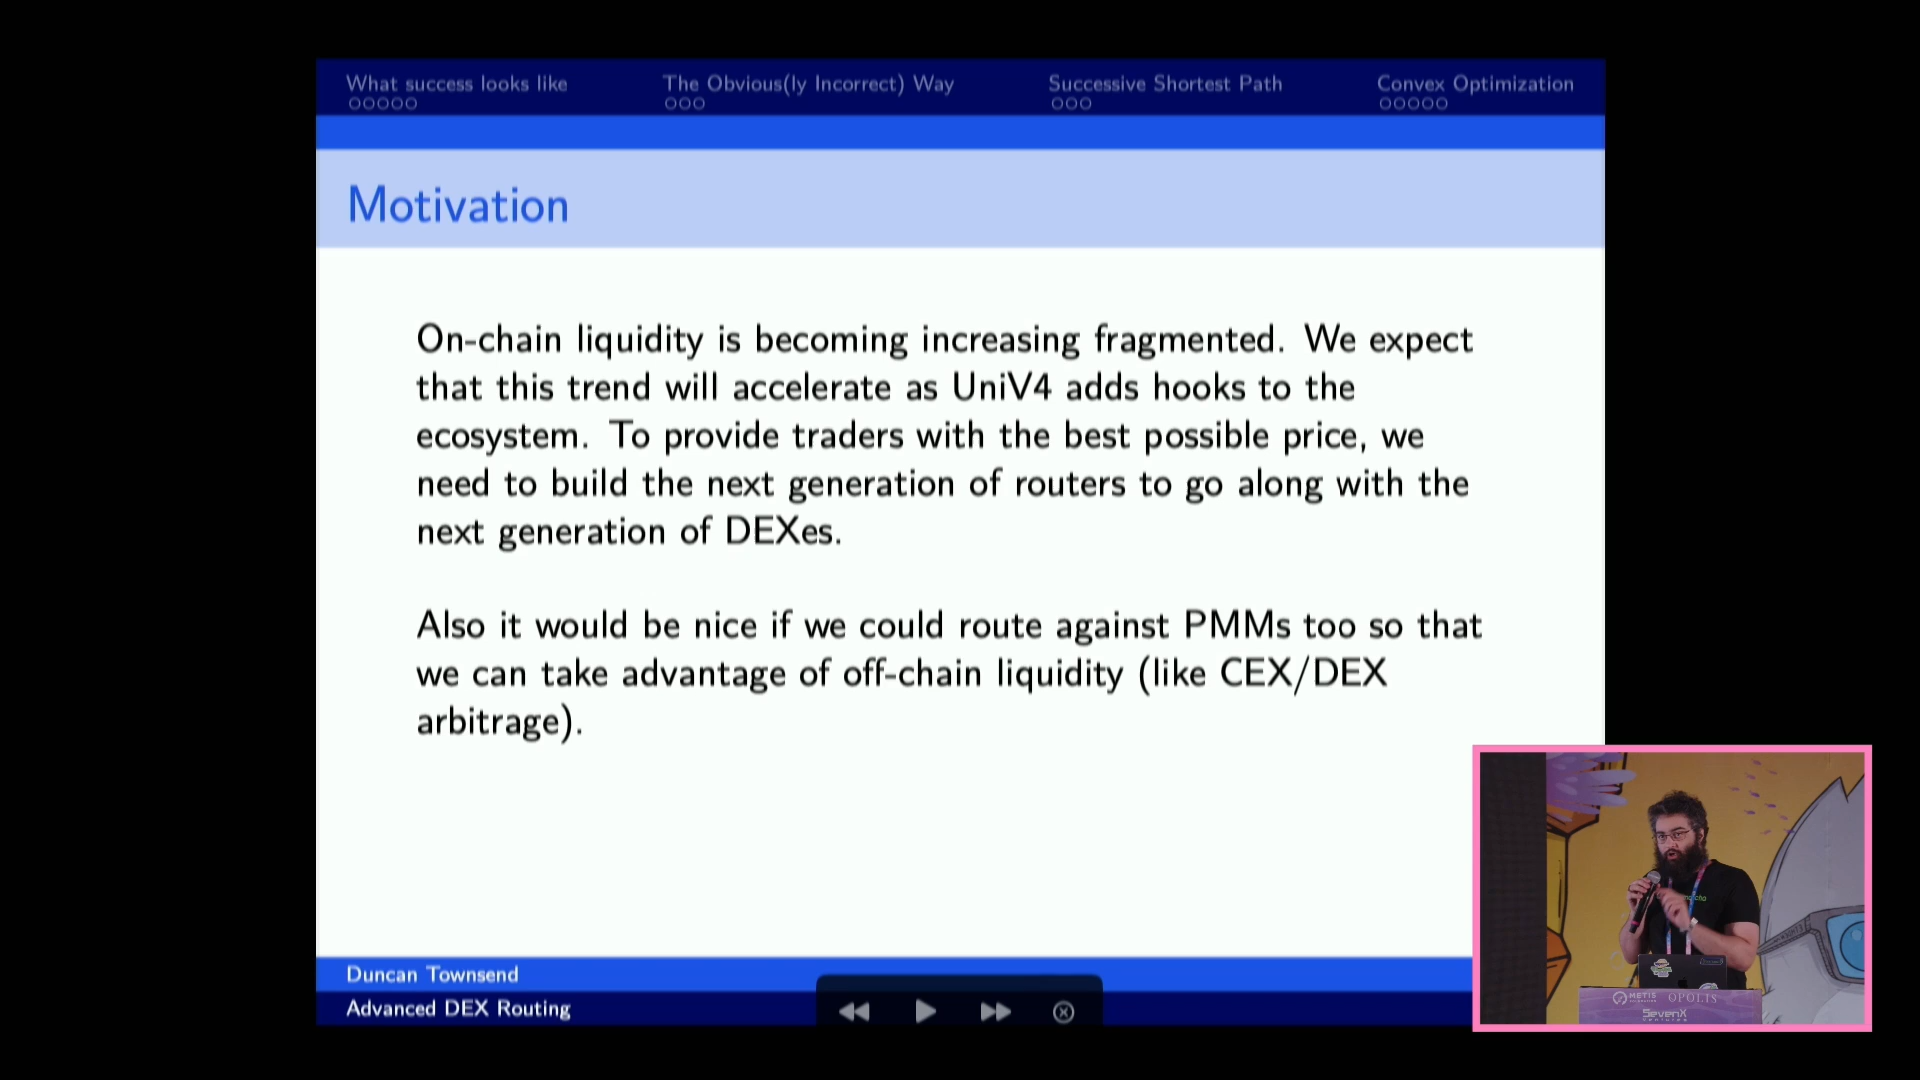 What success looks like
The Obvious(ly Incorrect) Way
Successive Shortest Path
Convex Optimization
Motivation
On-chain liquidity is becoming increasing fragmented. We expect
that this trend will accelerate as UniV4 adds hooks to the
ecosystem. To provide traders with the best possible price, we
need to build the next generation of routers to go along with the
next generation of DEXes.
Also it would be nice if we could route against PMMs too so that
we can take advantage of off-chain liquidity (like CEX/DEX
arbitrage).
Duncan Townsend
Advanced DEX Routing
METIS
OPOLIS
SevenX